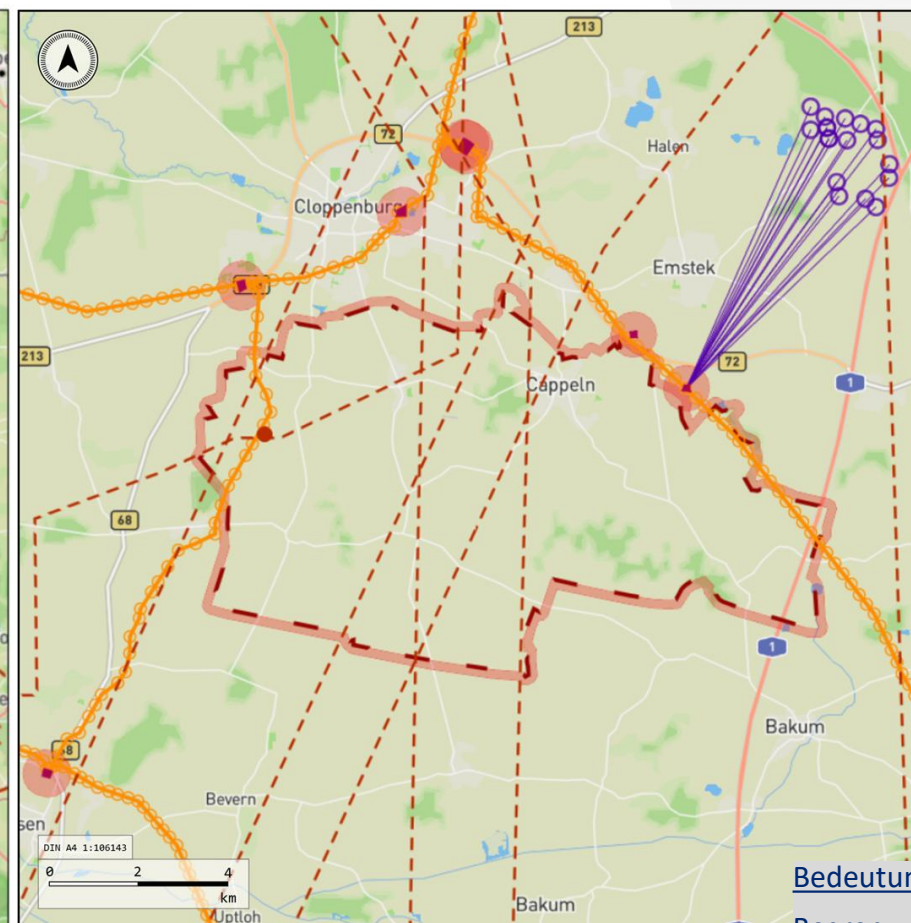 213
72
Halen
Cloppenburg
Emstek
213
72
1
Cappeln
68
1
Bakum
68
Bevern
sen
DIN A4 1:106143
0 2 4
km
Uptloh
Bakum
Bedeutun